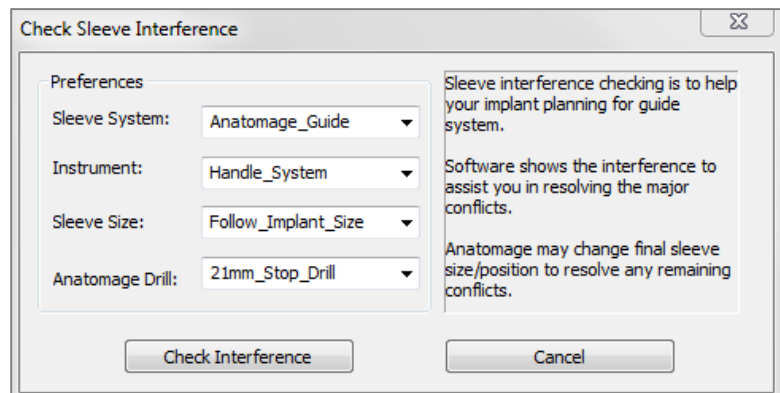 Check Sleeve Interference
Preferences
Sleeve System: Anatomage_Guide
Instrument: Handle_System
Sleeve Size: Follow_Implant_Size
Anatomage Drill: 21mm_Stop_Drill
Sleeve interference checking is to help
your implant planning for guide
system.
Software shows the interference to
assist you in resolving the major
conflicts.
Anatomage may change final sleeve
size/position to resolve any remaining
conflicts.
Check Interference
Cancel